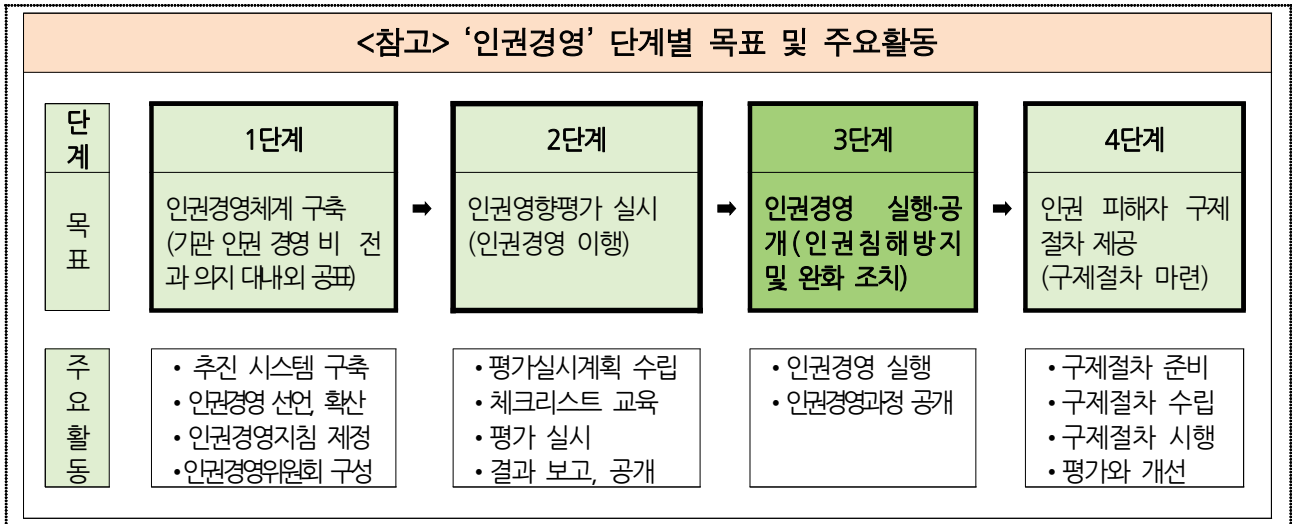 <참고> ‘인권경영’ 단계별 목표 및 주요활동
단
계
1단계
2단계
3단계
4단계
목
표
인권경영체계 구축
(기관 인권 경영 비 전
과 의지 대내외 공표)
➡
인권영향평가 실시
(인권경영 이행)
➡
인권경영 실행·공
개(인권침해방지
및 완화 조치)
➡
인권 피해자 구제
절차 제공
(구제절차 마련)
주
요
활
동
• 추진 시스템 구축
• 인권경영 선언, 확산
• 인권경영지침 제정
•인권경영위원회 구성
• 평가실시계획 수립
• 체크리스트 교육
• 평가 실시
• 결과 보고, 공개
• 인권경영 실행
• 인권경영과정 공개
• 구제절차 준비
• 구제절차 수립
• 구제절차 시행
• 평가와 개선